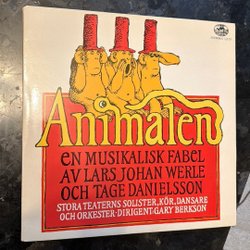 Animalen
EN MUSIKALISK FABEL
AV LARS JOHAN WERLE
OCH TAGE DANIELSSON
STORA TEATERNS SOLISTER, KÖR, DANSARE
OCH ORKESTER·DIRIGENT·GARY BERKSON